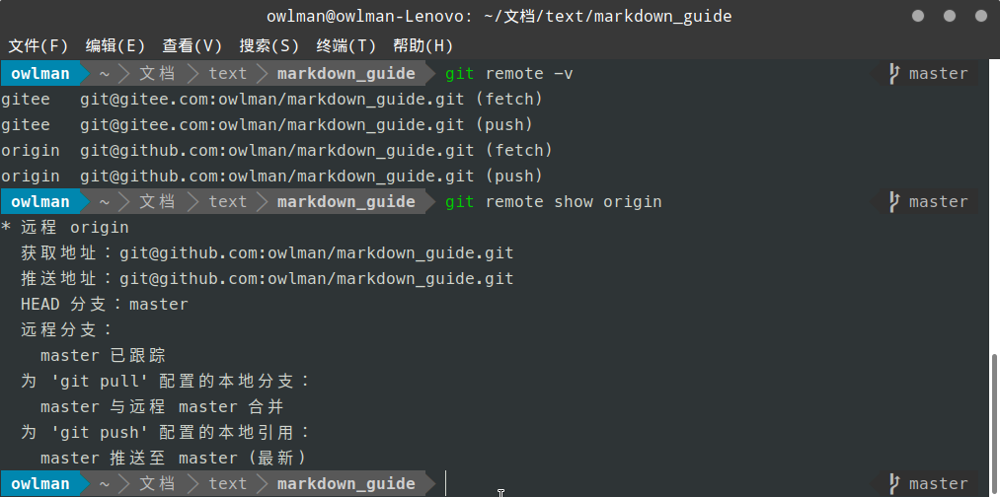 owlman@owlman-Lenovo: ~/文档/text/markdown_guide
文件(F) 编辑(E) 查看(V) 搜索(S) 终端(T) 帮助(H)
owlman ~ 文档 text markdown_guide git remote -v master
gitee git@gitee.com:owlman/markdown_guide.git (fetch)
gitee git@gitee.com:owlman/markdown_guide.git (push)
origin git@github.com:owlman/markdown_guide.git (fetch)
origin git@github.com:owlman/markdown_guide.git (push)
owlman ~ 文档 text markdown_guide git remote show origin master
* 远程 origin
获取地址：git@github.com:owlman/markdown_guide.git
推送地址：git@github.com:owlman/markdown_guide.git
HEAD 分支：master
远程分支：
master 已跟踪
为 'git pull' 配置的本地分支：
master 与远程 master 合并
为 'git push' 配置的本地引用：
master 推送至 master (最新)
owlman ~ 文档 text markdown_guide master